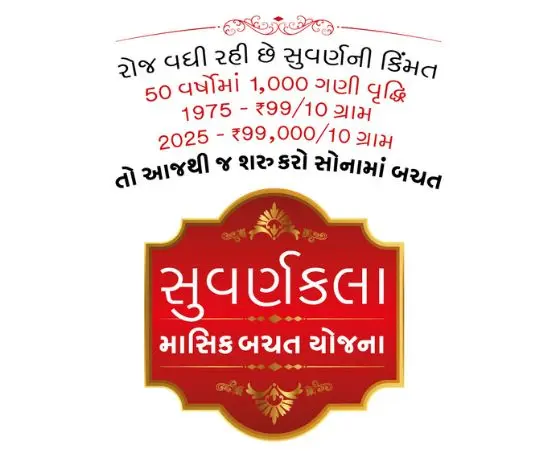 રોજ વધી રહી છે સુવર્ણની કિંમત
50 વર્ષોમાં 1,000 ગણી વૃદ્ધિ
1975 - ₹99/10 ગ્રામ
2025 - ₹99,000/10 ગ્રામ
તો આજથી જ શરુ કરો સોનામાં બચત
સુવર્ણકલા
માસિક બચત યોજના